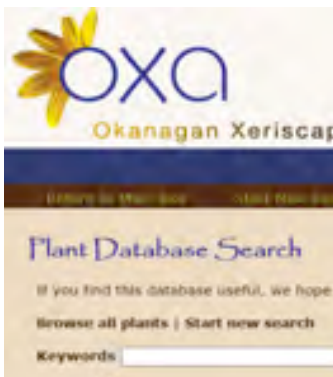 oxa
Okanagan Xeriscap
Plant Database Search
If you find this database useful, we hope
Browse all plants | Start new search
Keywords